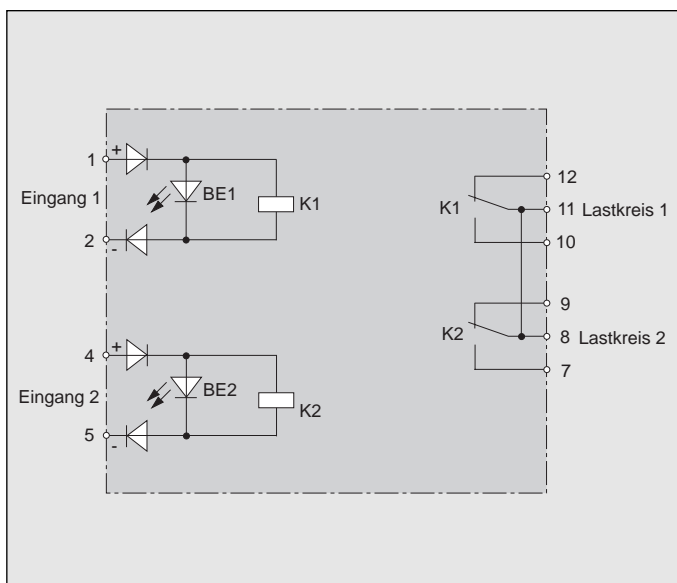 1
+
Eingang 1
BE1
K1
2
-
12
K1
11 Lastkreis 1
10
4
+
Eingang 2
BE2
K2
5
-
9
K2
8 Lastkreis 2
7